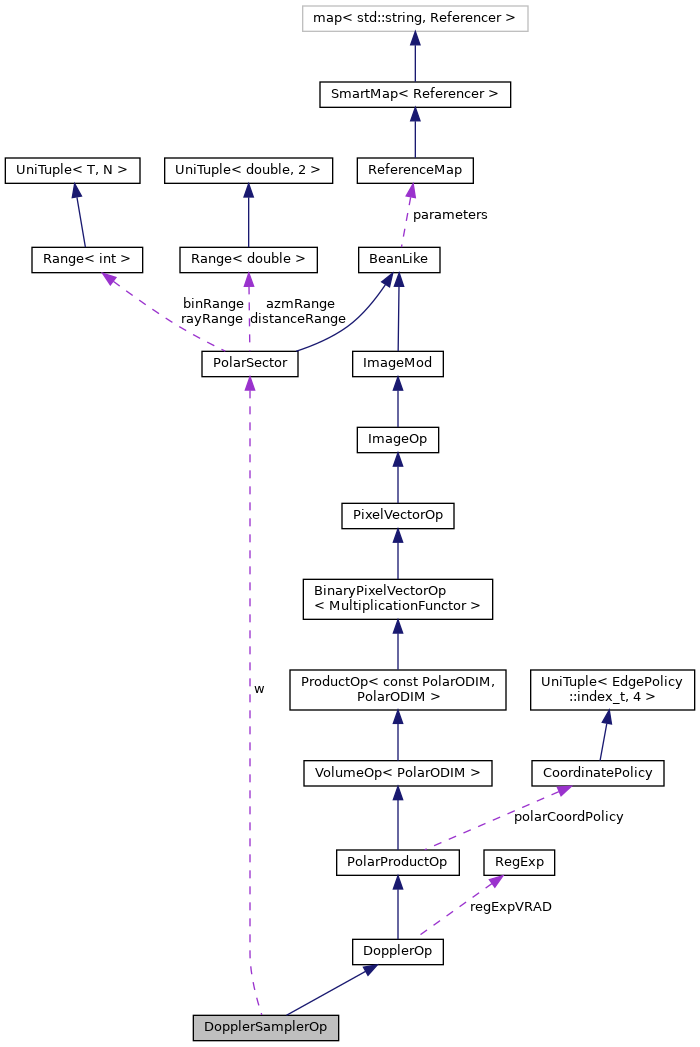 map< std::string, Referencer >
SmartMap< Referencer >
UniTuple< T, N >
UniTuple< double, 2 >
ReferenceMap
parameters
Range< int >
Range< double >
BeanLike
binRange
rayRange
azmRange
distanceRange
PolarSector
ImageMod
ImageOp
PixelVectorOp
BinaryPixelVectorOp
< MultiplicationFunctor >
w
ProductOp< const PolarODIM,
PolarODIM >
UniTuple< EdgePolicy
::index_t, 4 >
VolumeOp< PolarODIM >
CoordinatePolicy
polarCoordPolicy
PolarProductOp
RegExp
regExpVRAD
DopplerOp
DopplerSamplerOp